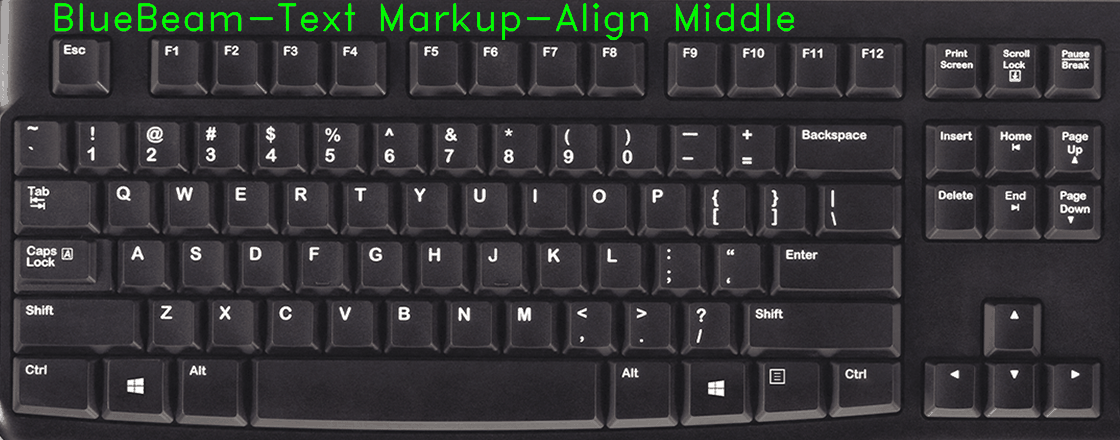 BlueBeam-Text Markup-Align Middle
Esc F1 F2 F3 F4 F5 F6 F7 F8 F9 F10 F11 F12 Print Screen Scroll Lock Pause Break
~ ` ! 1 @ 2 # 3 $ 4 % 5 ^ 6 & 7 * 8 ( 9 ) 0 — – + = Backspace Insert Home Page Up
Tab Q W E R T Y U I O P { [ } ] | \ Delete End Page Down
Caps Lock A A S D F G H J K L : ; “ ‘ Enter
Shift Z X C V B N M < , > . ? / Shift
Ctrl Alt Alt Ctrl